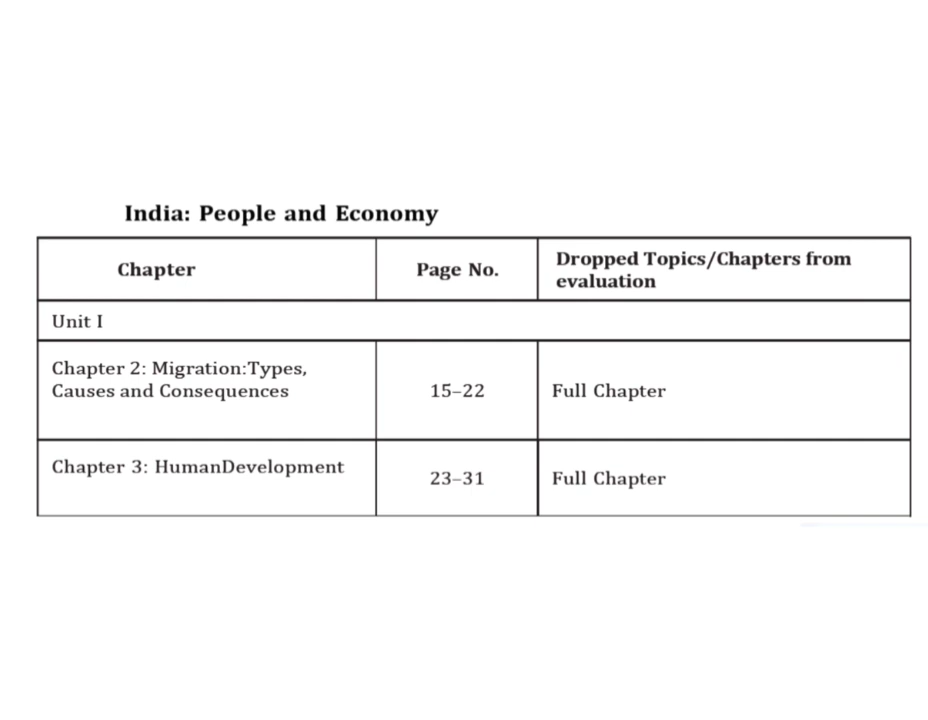 India: People and Economy
Chapter
Page No.
Dropped Topics/Chapters from
evaluation
Unit I
Chapter 2: Migration:Types,
Causes and Consequences
15–22
Full Chapter
Chapter 3: HumanDevelopment
23–31
Full Chapter